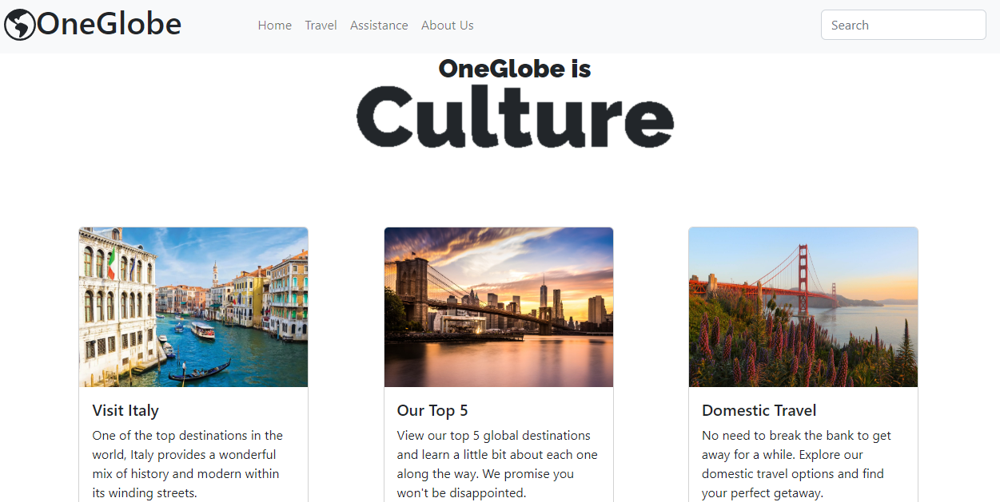 OneGlobe
Home Travel Assistance About Us
Search
OneGlobe is
Culture
Visit Italy
One of the top destinations in the
world, Italy provides a wonderful
mix of history and modern within
its winding streets.
Our Top 5
View our top 5 global destinations
and learn a little bit about each one
along the way. We promise you
won't be disappointed.
Domestic Travel
No need to break the bank to get
away for a while. Explore our
domestic travel options and find
your perfect getaway.